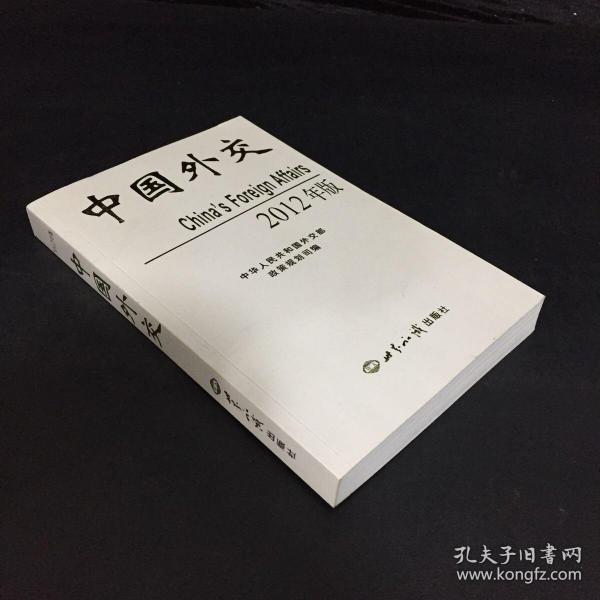 中国外交
China's Foreign Affairs
2012年版
中华人民共和国外交部
政策规划司编
世界知识出版社
中国外交
世界知识出版社
孔夫子旧书网
www.kongfz.com